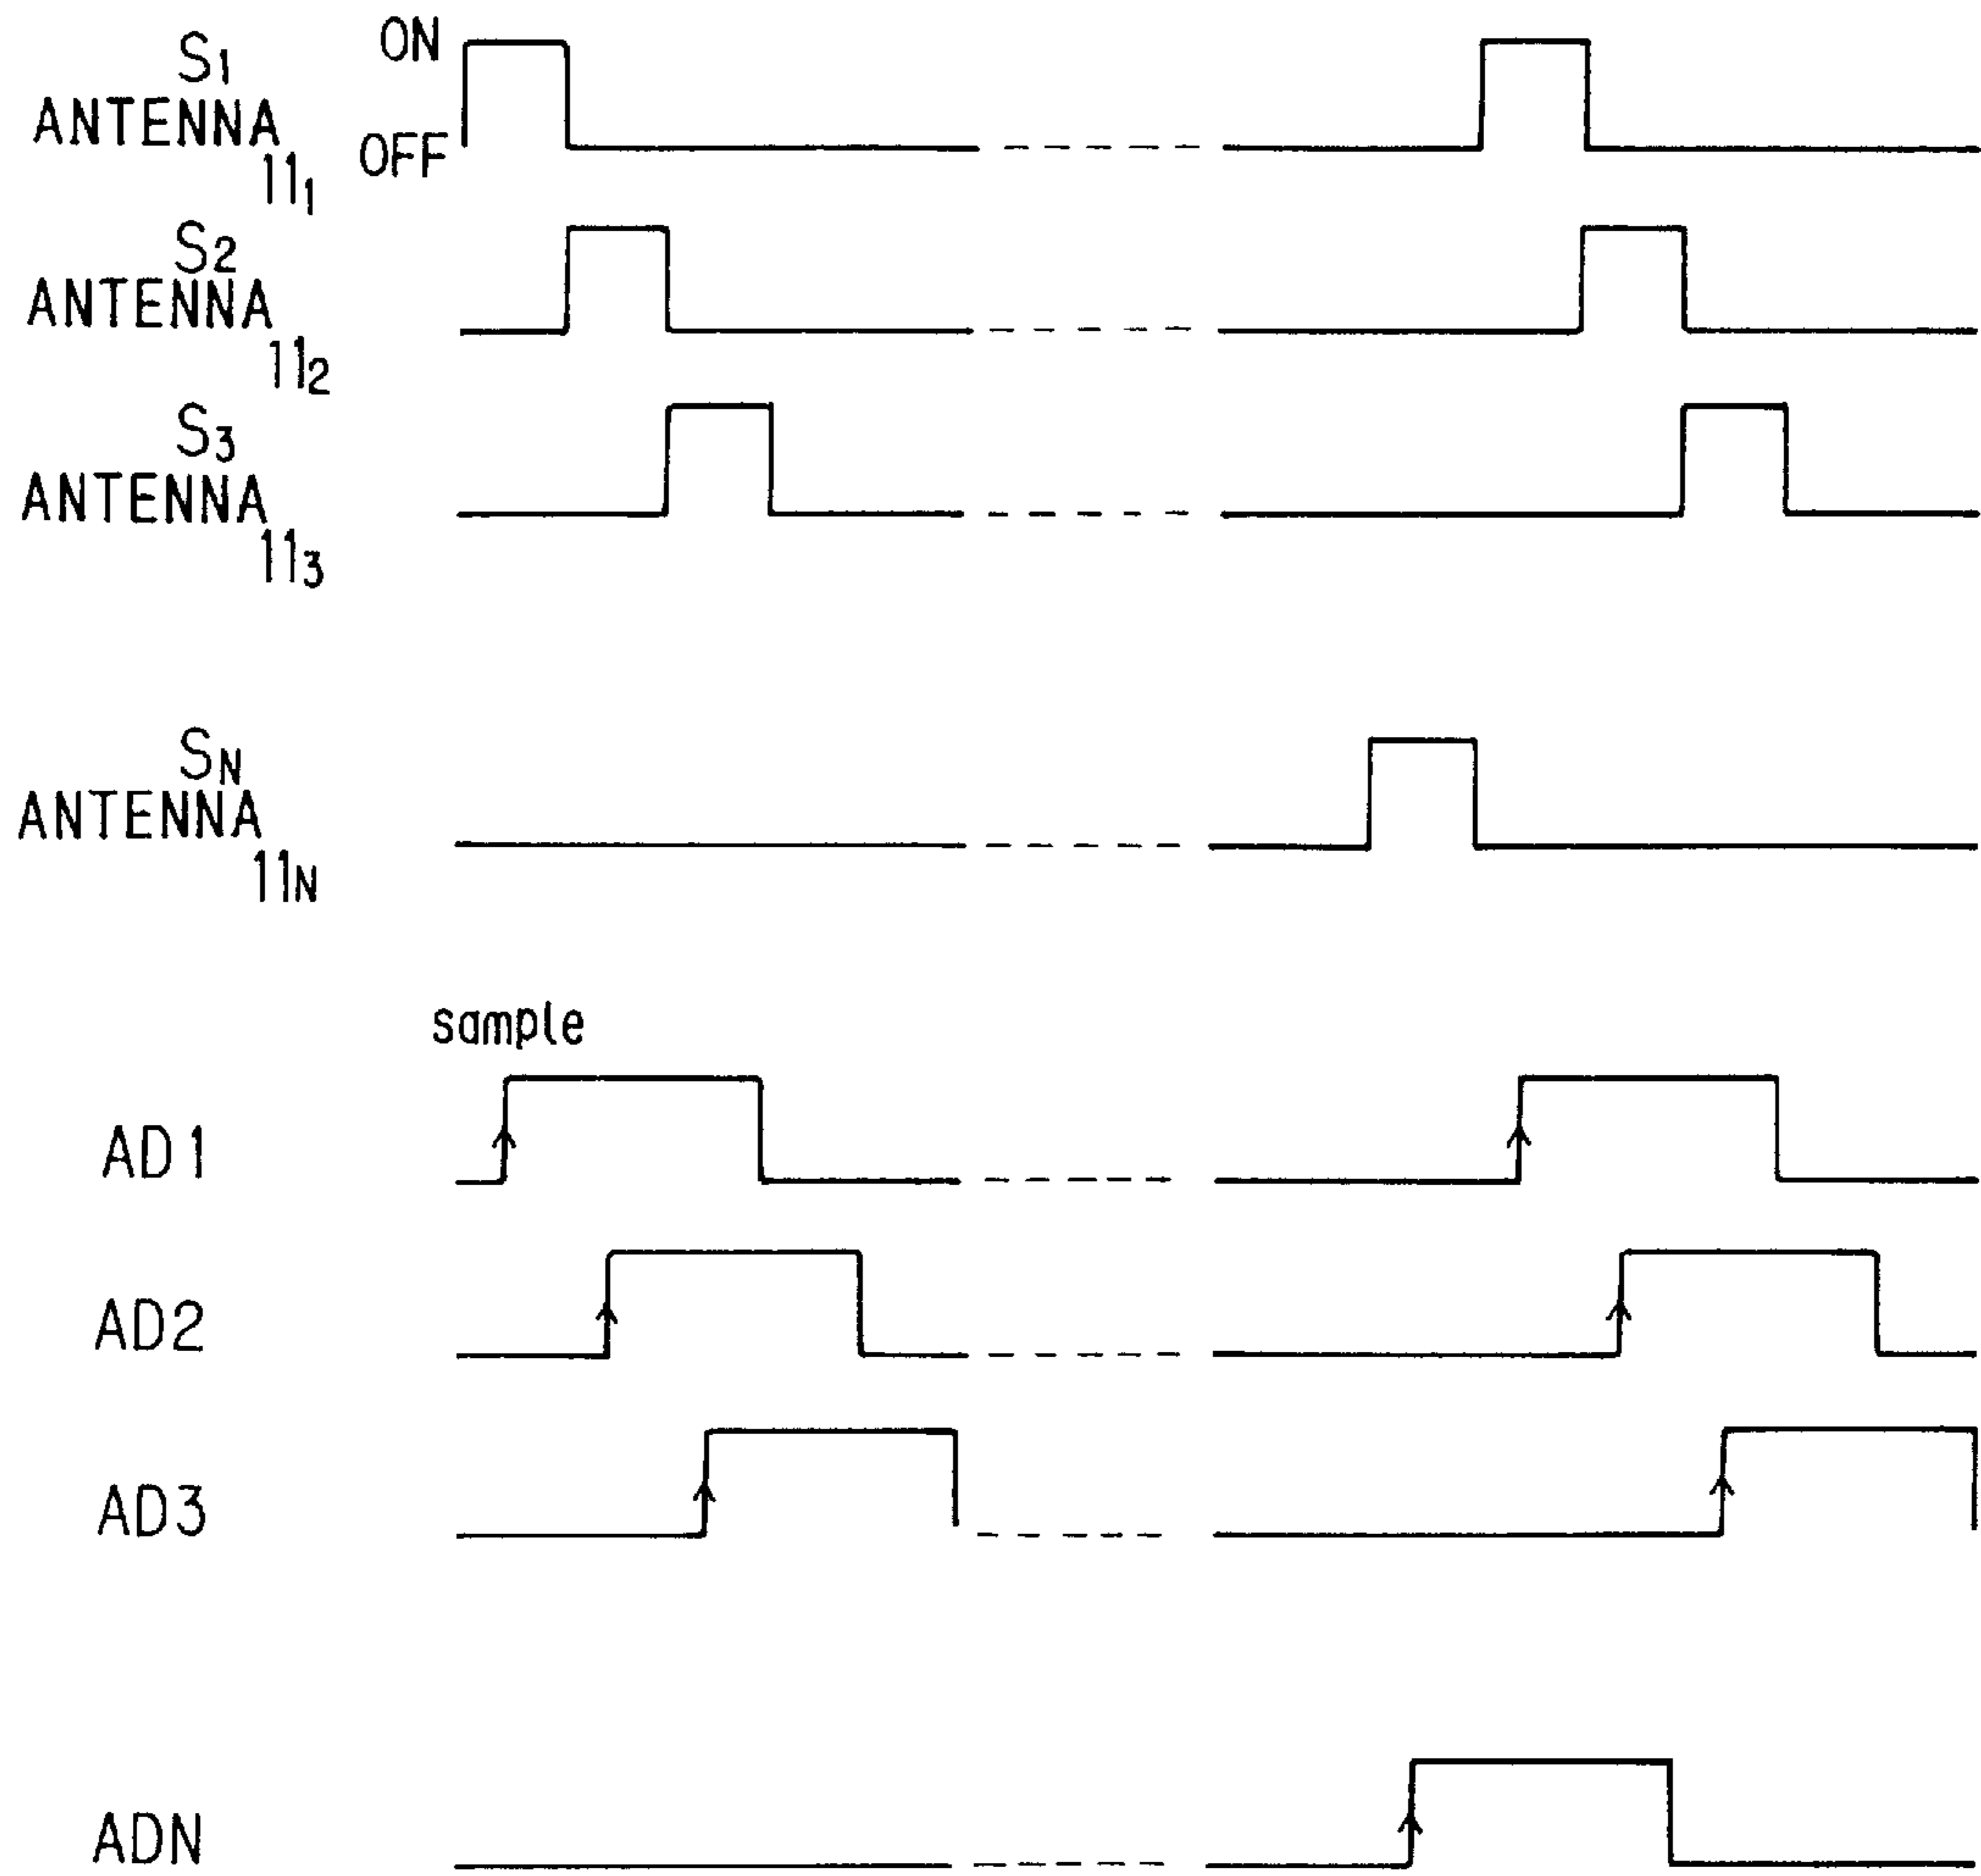 S1 ON
ANTENNA OFF
111
S2
ANTENNA
112
S3
ANTENNA
113
SN
ANTENNA
11N
sample
AD1
AD2
AD3
ADN